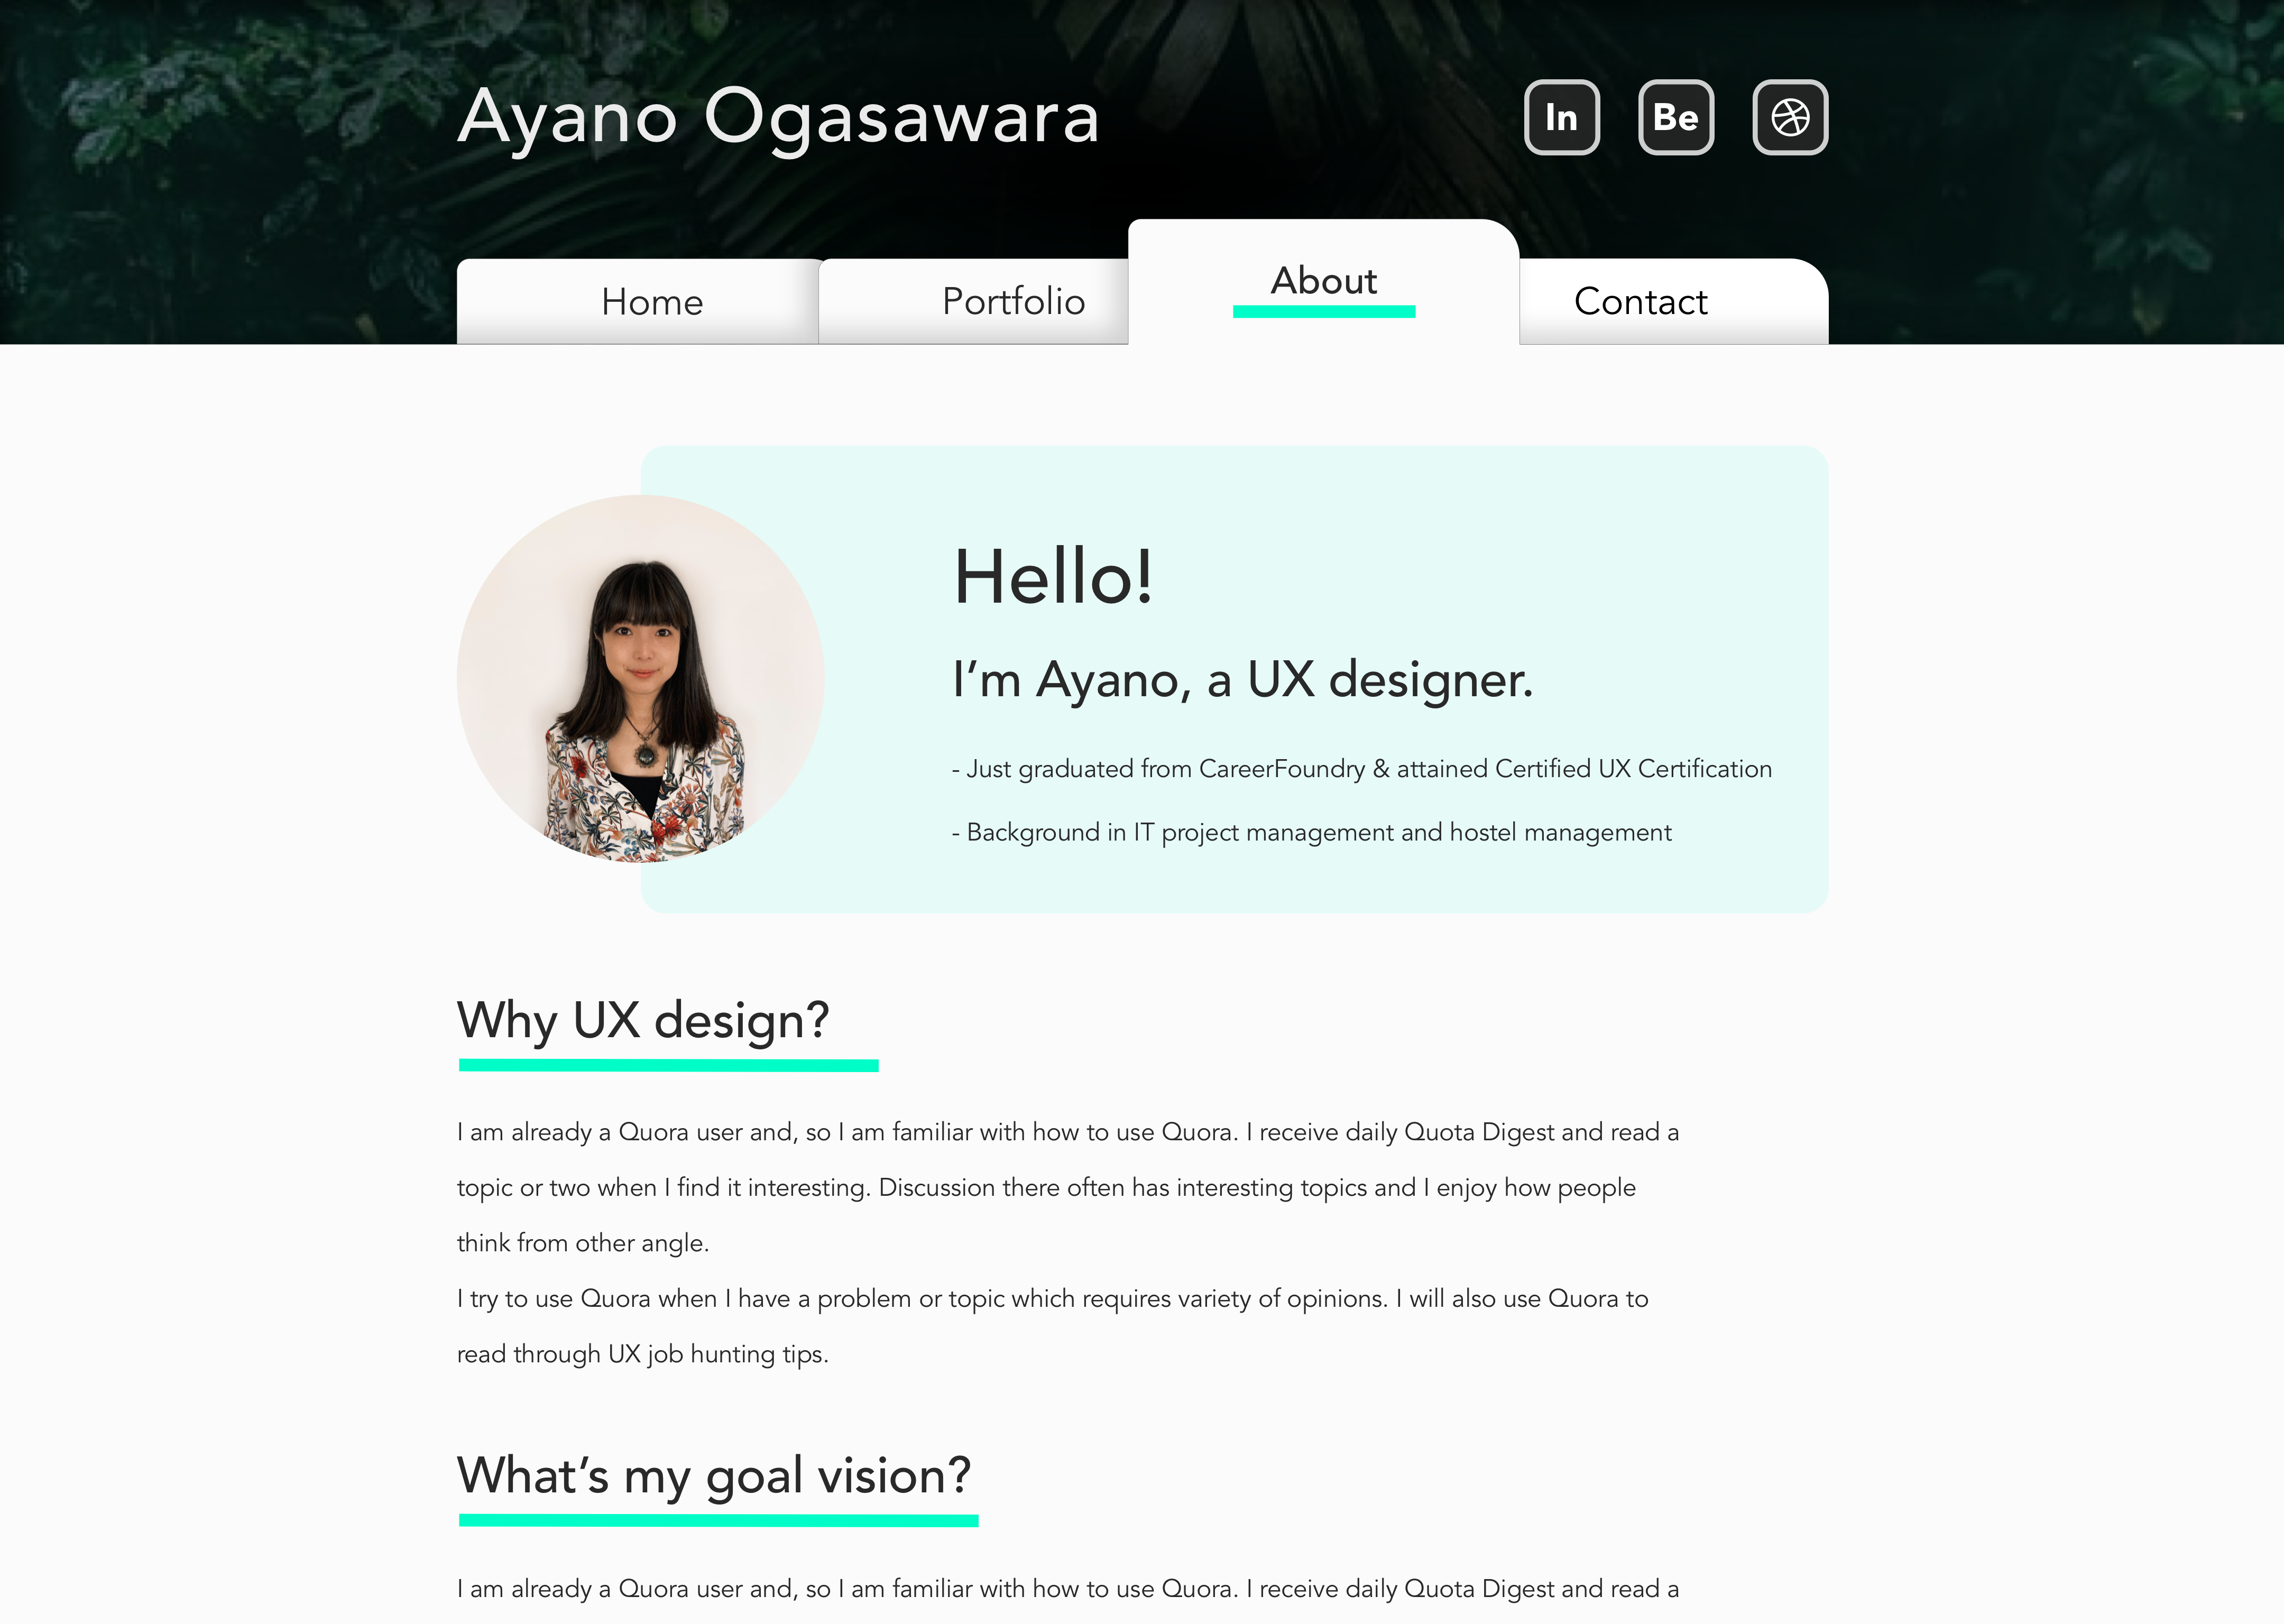 Ayano Ogasawara
In
Be
Home
Portfolio
About
Contact
Hello!
I’m Ayano, a UX designer.
- Just graduated from CareerFoundry & attained Certified UX Certification
- Background in IT project management and hostel management
Why UX design?
I am already a Quora user and, so I am familiar with how to use Quora. I receive daily Quota Digest and read a
topic or two when I find it interesting. Discussion there often has interesting topics and I enjoy how people
think from other angle.
I try to use Quora when I have a problem or topic which requires variety of opinions. I will also use Quora to
read through UX job hunting tips.
What’s my goal vision?
I am already a Quora user and, so I am familiar with how to use Quora. I receive daily Quota Digest and read a